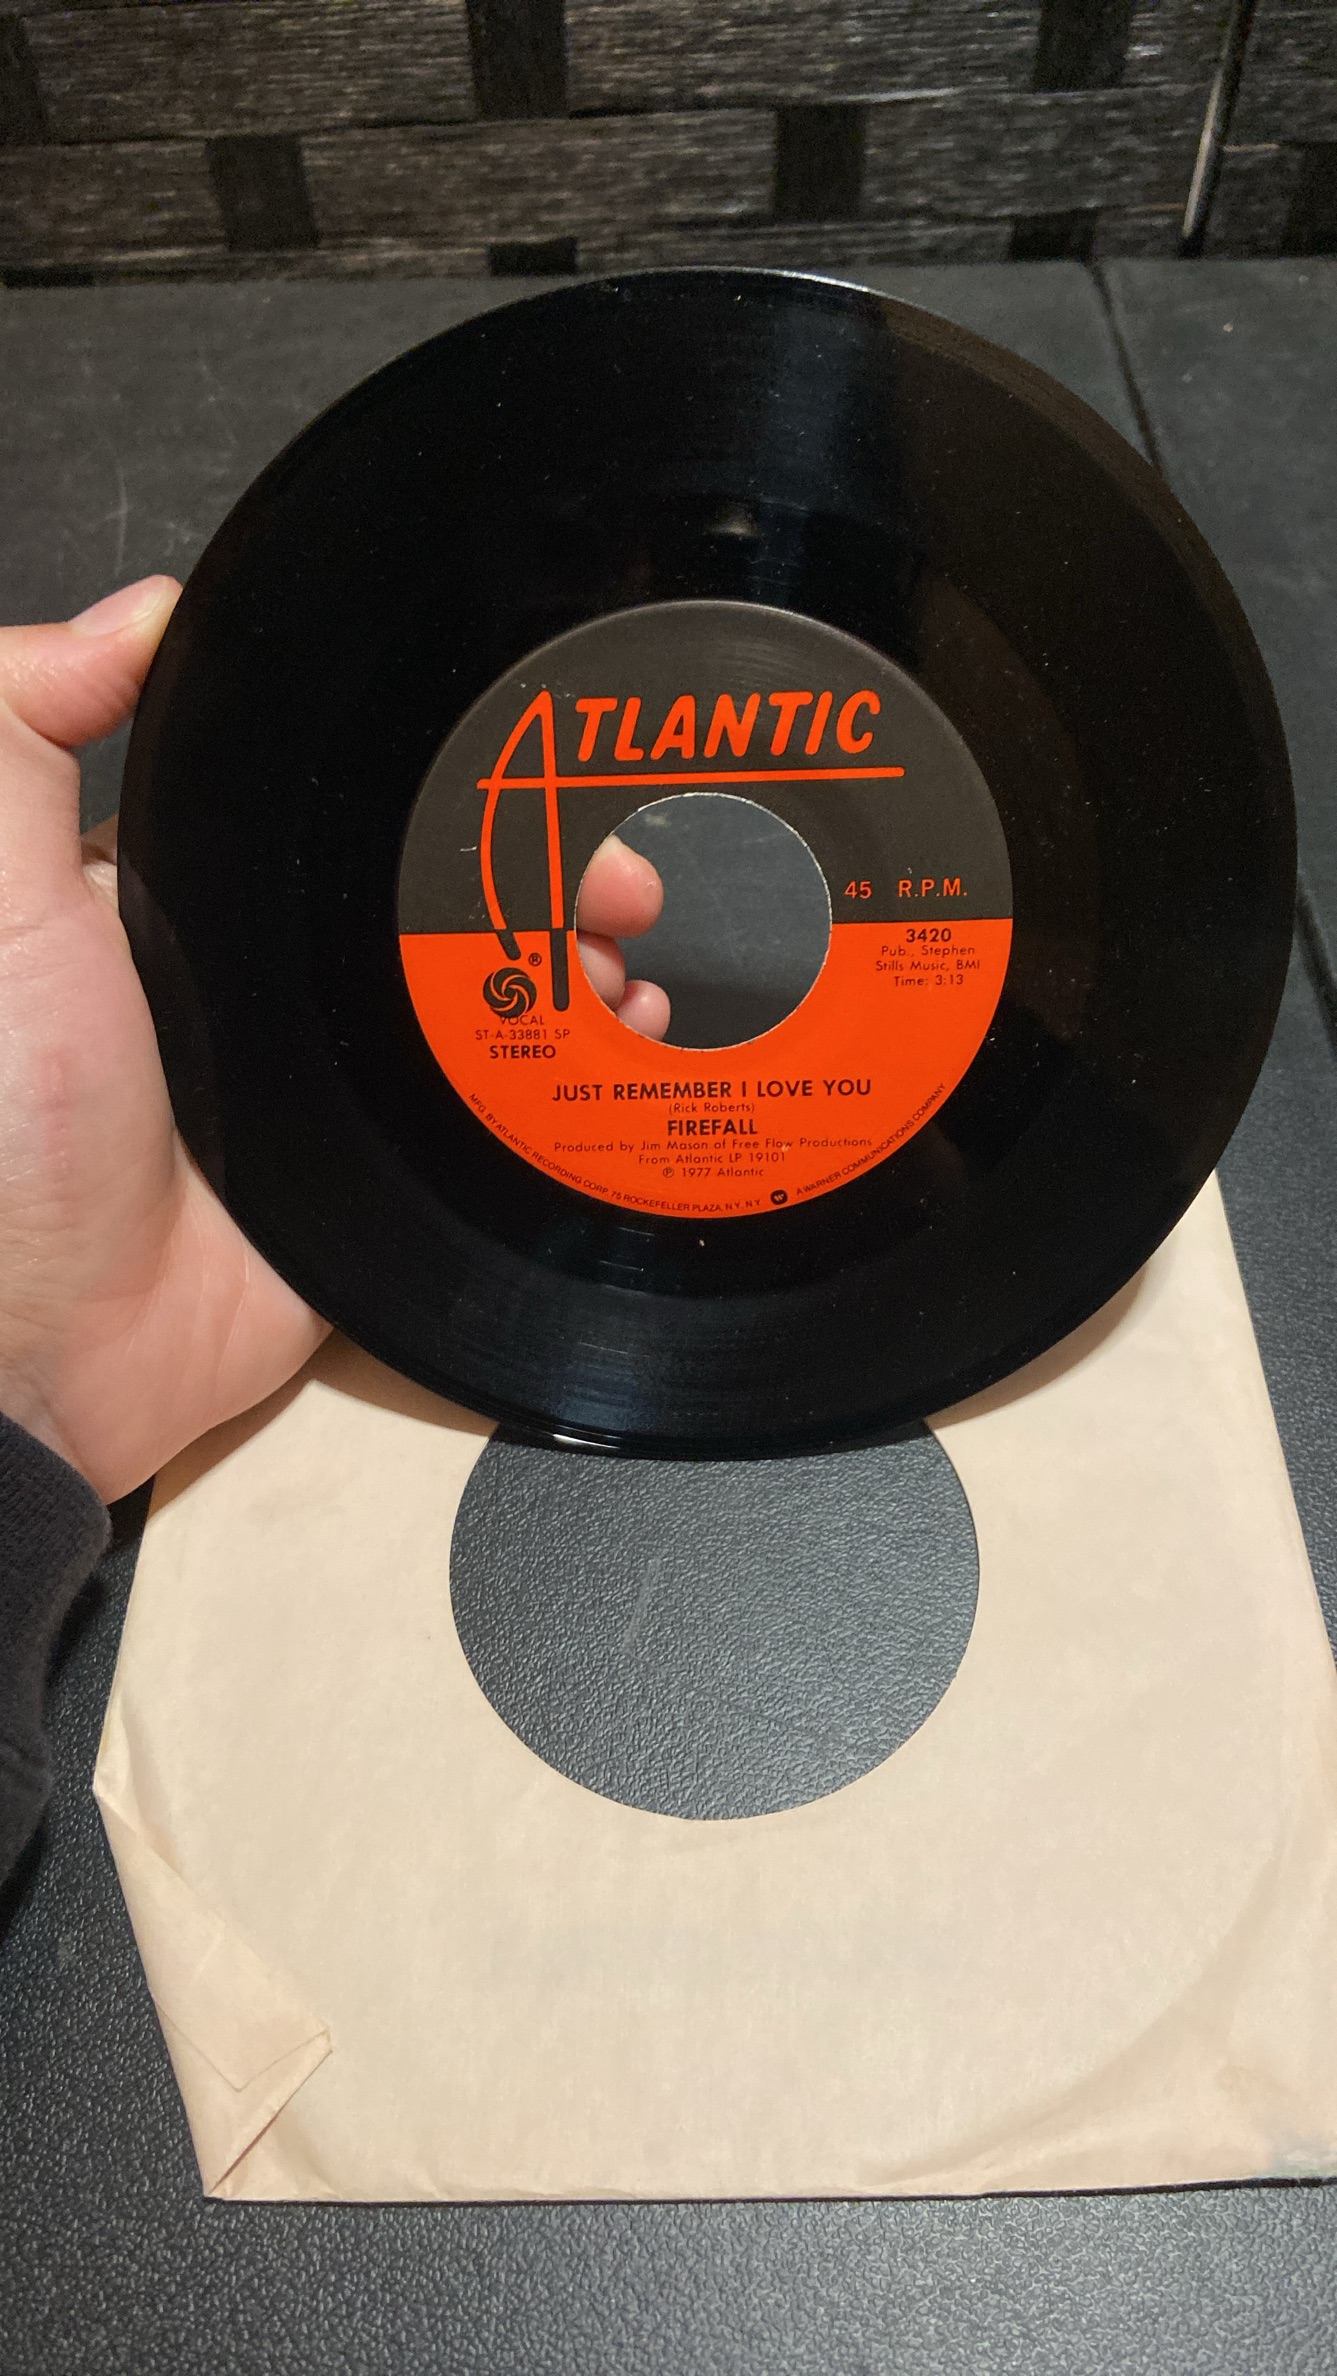 ATLANTIC
45 R.P.M.
3420
Pub., Stephen
Stills Music, BMI
Time: 3:13
®
VOCAL
ST-A-33881 SP
STEREO
JUST REMEMBER I LOVE YOU
(Rick Roberts)
FIREFALL
Produced by Jim Mason of Free Flow Productions
From Atlantic LP 19101
℗ 1977 Atlantic
MFG. BY ATLANTIC RECORDING CORP. 75 ROCKEFELLER PLAZA, N.Y. N.Y. W A WARNER COMMUNICATIONS COMPANY